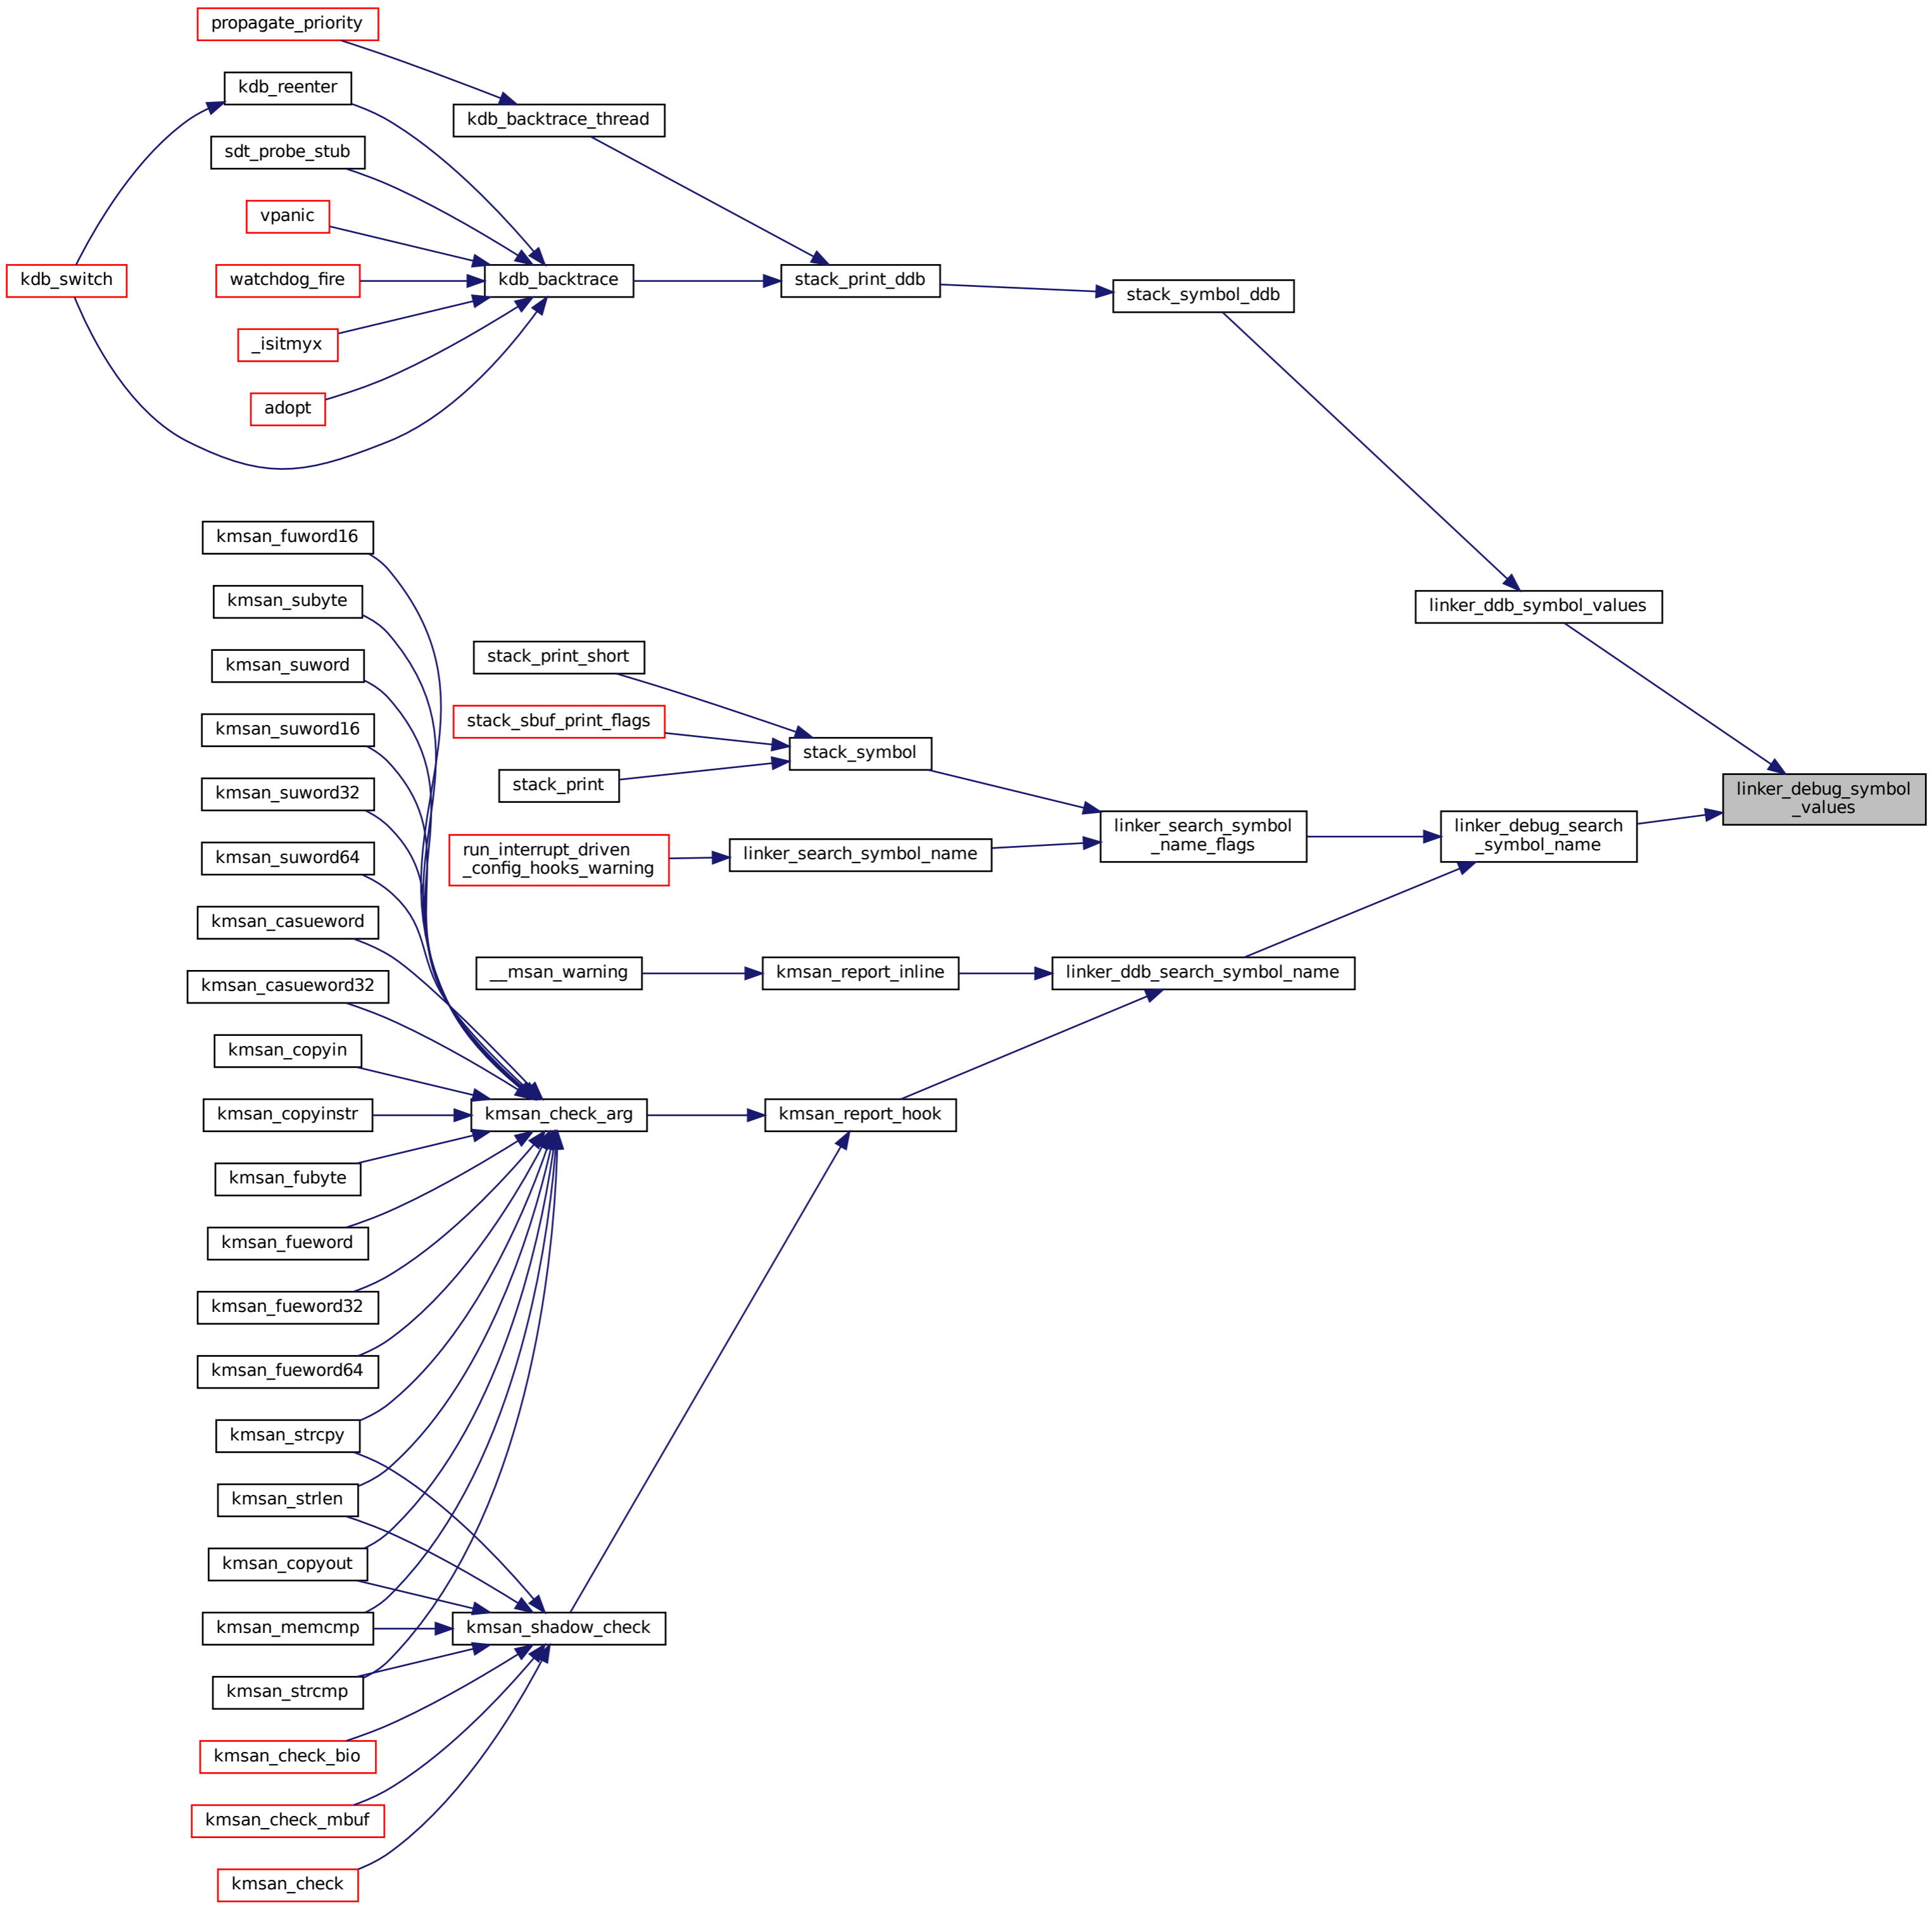 propagate_priority
kdb_reenter
kdb_backtrace_thread
sdt_probe_stub
vpanic
kdb_switch
watchdog_fire
kdb_backtrace
stack_print_ddb
stack_symbol_ddb
_isitmyx
adopt
kmsan_fuword16
kmsan_subyte
linker_ddb_symbol_values
kmsan_suword
stack_print_short
kmsan_suword16
stack_sbuf_print_flags
stack_symbol
kmsan_suword32
stack_print
linker_debug_symbol
_values
kmsan_suword64
run_interrupt_driven
_config_hooks_warning
linker_search_symbol_name
linker_search_symbol
_name_flags
linker_debug_search
_symbol_name
kmsan_casueword
kmsan_casueword32
__msan_warning
kmsan_report_inline
linker_ddb_search_symbol_name
kmsan_copyin
kmsan_copyinstr
kmsan_check_arg
kmsan_report_hook
kmsan_fubyte
kmsan_fueword
kmsan_fueword32
kmsan_fueword64
kmsan_strcpy
kmsan_strlen
kmsan_copyout
kmsan_memcmp
kmsan_shadow_check
kmsan_strcmp
kmsan_check_bio
kmsan_check_mbuf
kmsan_check